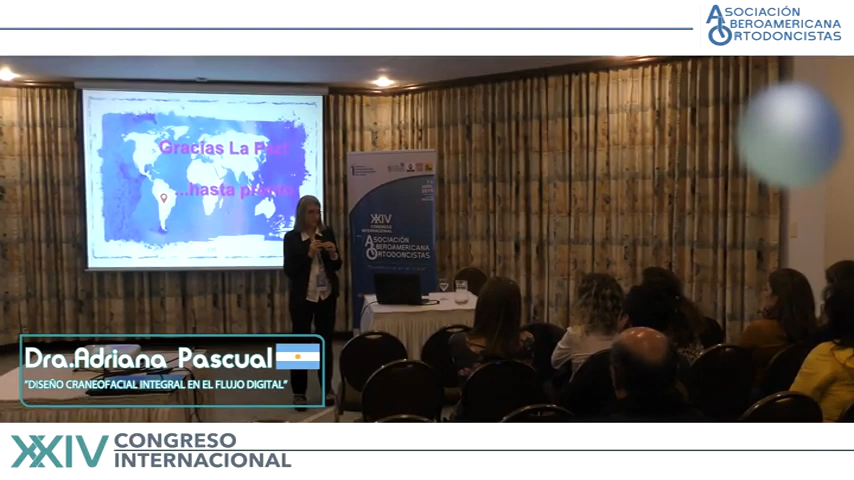 ASOCIACIÓN
IBEROAMERICANA
ORTODONCISTAS
Gracias La Paz!
...hasta pronto
XXIV
CONGRESO
INTERNACIONAL
ASOCIACIÓN
IBEROAMERICANA
ORTODONCISTAS
Dra.Adriana Pascual
"DISEÑO CRANEOFACIAL INTEGRAL EN EL FLUJO DIGITAL"
XXIV CONGRESO
INTERNACIONAL